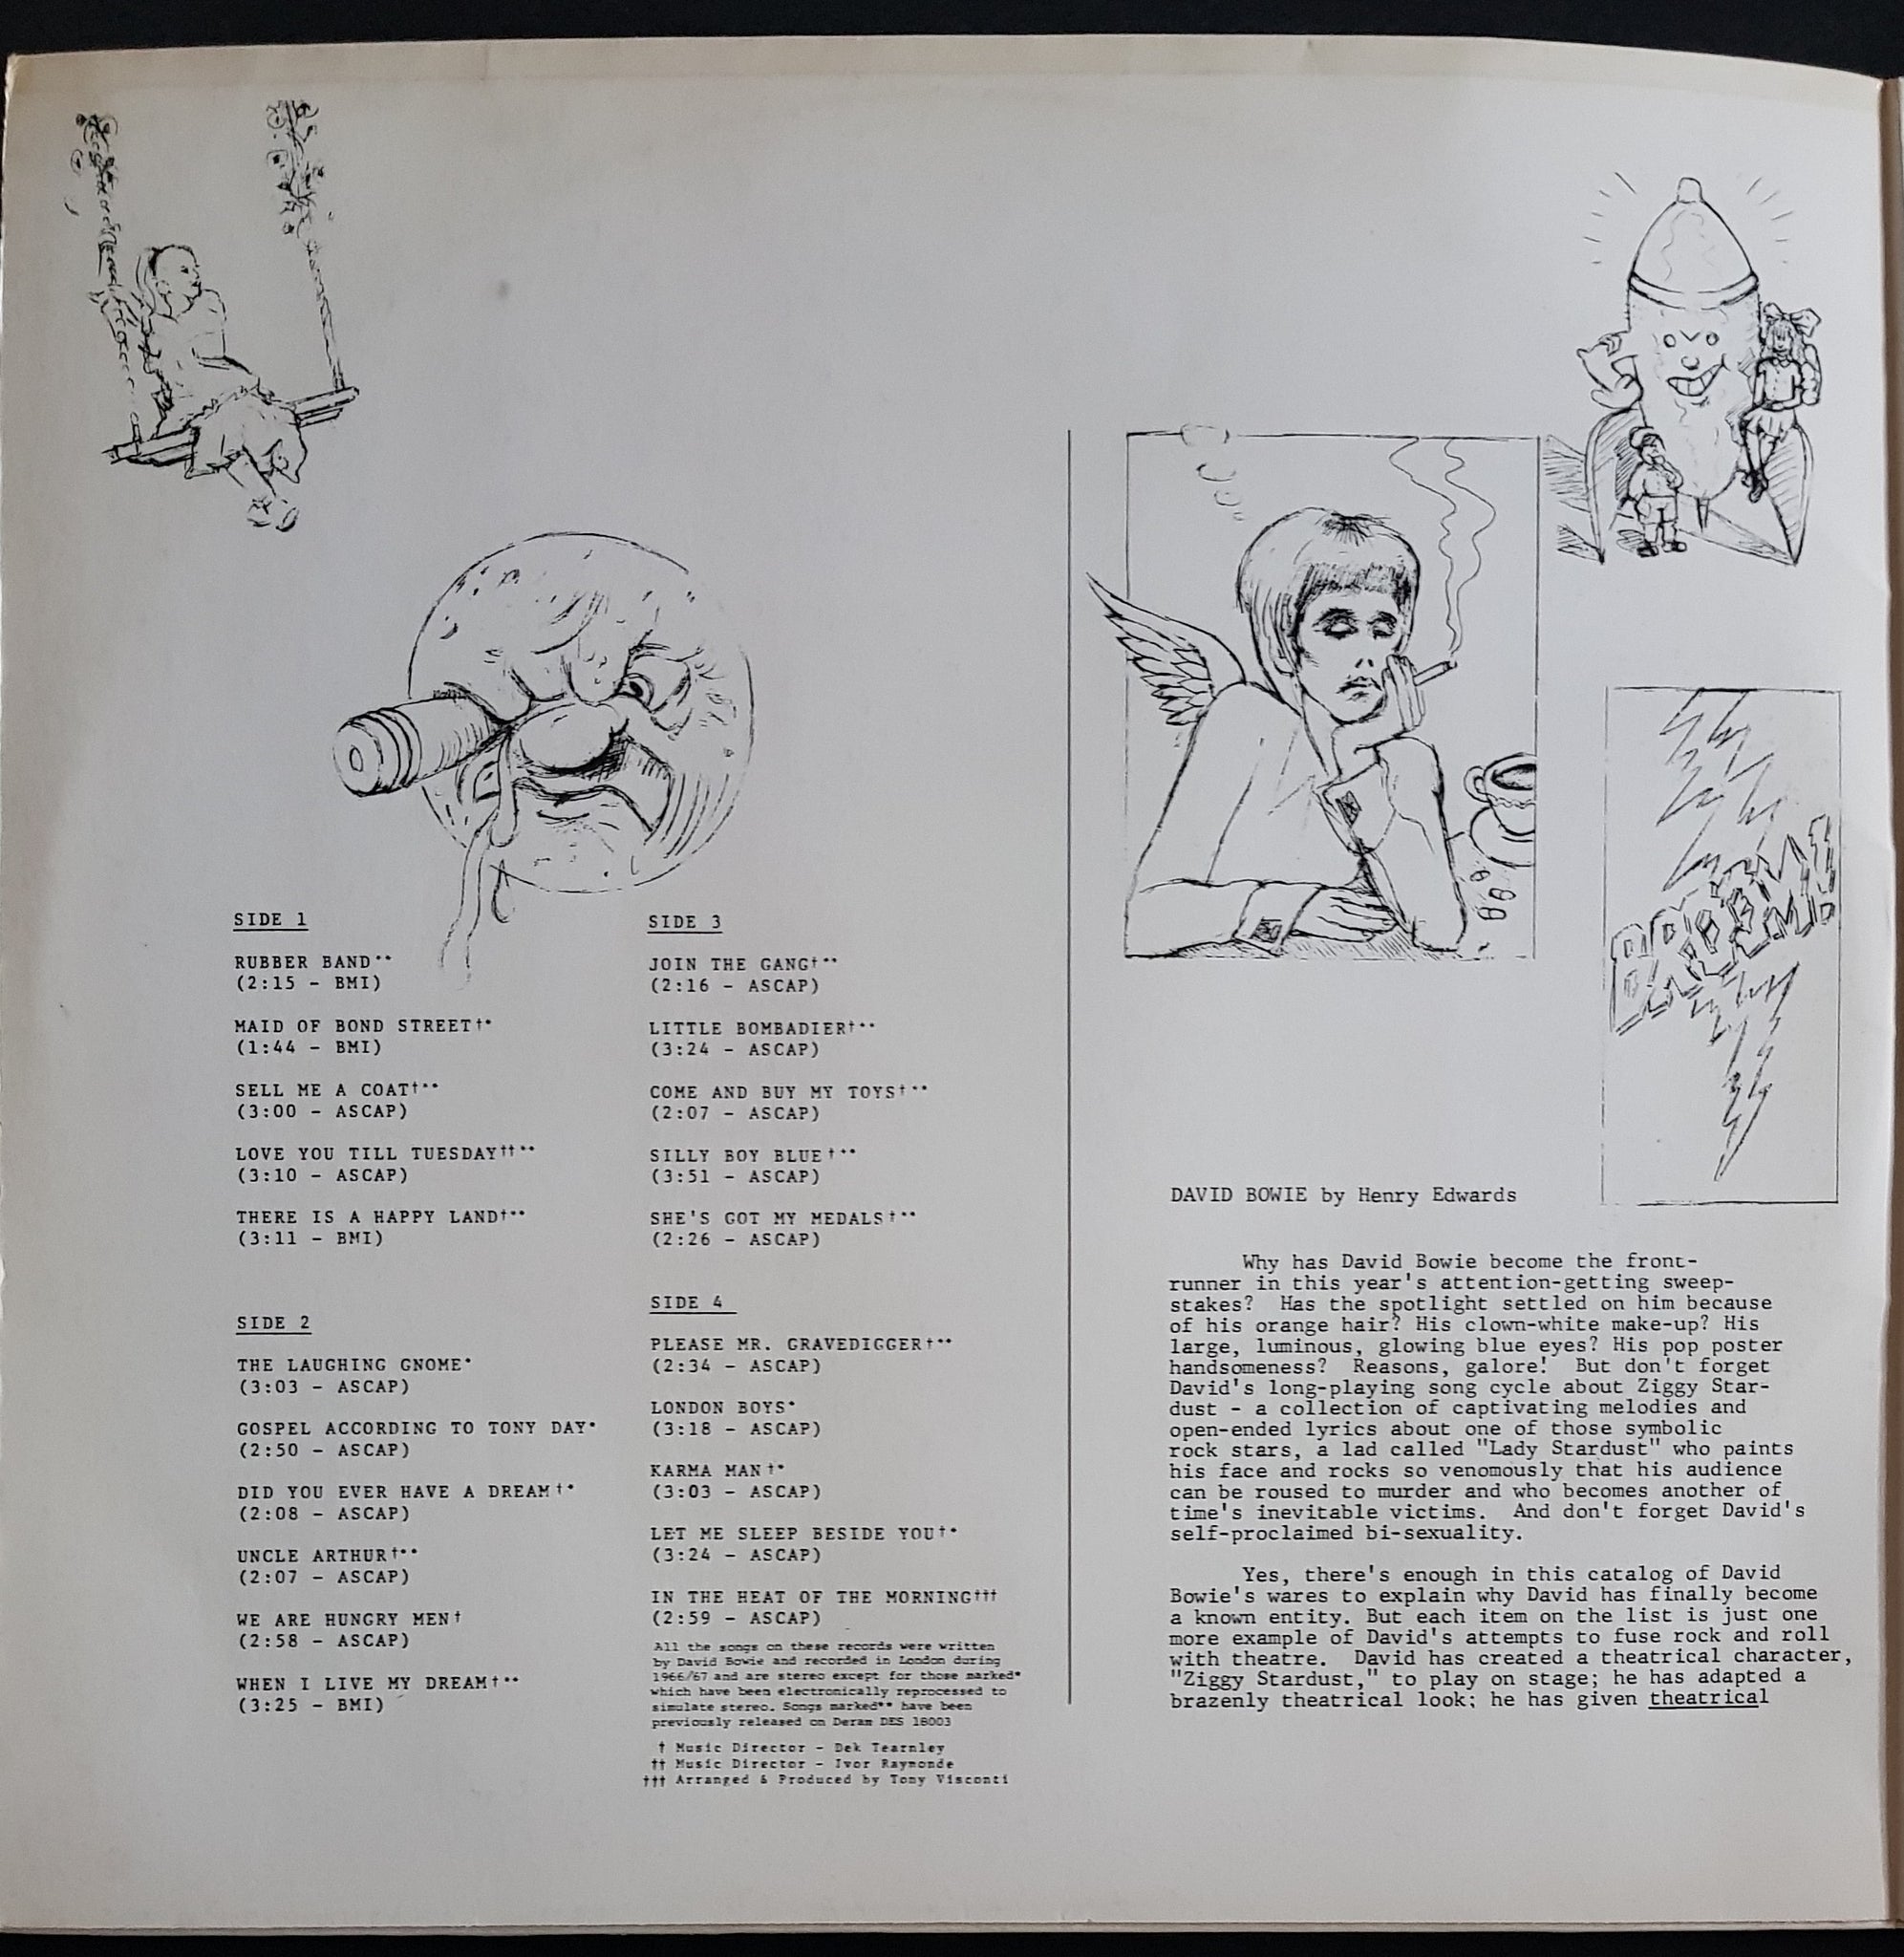 SIDE 1
RUBBER BAND**
(2:15 - BMI)
MAID OF BOND STREET†*
(1:44 - BMI)
SELL ME A COAT†**
(3:00 - ASCAP)
LOVE YOU TILL TUESDAY††**
(3:10 - ASCAP)
THERE IS A HAPPY LAND†**
(3:11 - BMI)
SIDE 2
THE LAUGHING GNOME*
(3:03 - ASCAP)
GOSPEL ACCORDING TO TONY DAY*
(2:50 - ASCAP)
DID YOU EVER HAVE A DREAM†*
(2:08 - ASCAP)
UNCLE ARTHUR†**
(2:07 - ASCAP)
WE ARE HUNGRY MEN†
(2:58 - ASCAP)
WHEN I LIVE MY DREAM†**
(3:25 - BMI)
SIDE 3
JOIN THE GANG†**
(2:16 - ASCAP)
LITTLE BOMBADIER†**
(3:24 - ASCAP)
COME AND BUY MY TOYS†**
(2:07 - ASCAP)
SILLY BOY BLUE†**
(3:51 - ASCAP)
SHE'S GOT MY MEDALS†**
(2:26 - ASCAP)
SIDE 4
PLEASE MR. GRAVEDIGGER†**
(2:34 - ASCAP)
LONDON BOYS*
(3:18 - ASCAP)
KARMA MAN†*
(3:03 - ASCAP)
LET ME SLEEP BESIDE YOU†*
(3:24 - ASCAP)
IN THE HEAT OF THE MORNING†††
(2:59 - ASCAP)
All the songs on these records were written
by David Bowie and recorded in London during
1966/67 and are stereo except for those marked*
which have been electronically reprocessed to
simulate stereo. Songs marked** have been
previously released on Deram DES 18003
† Music Director - Dek Tearnley
†† Music Director - Ivor Raymonde
††† Arranged & Produced by Tony Visconti
BROOM!!
DAVID BOWIE by Henry Edwards
Why has David Bowie become the front-
runner in this year's attention-getting sweep-
stakes? Has the spotlight settled on him because
of his orange hair? His clown-white make-up? His
large, luminous, glowing blue eyes? His pop poster
handsomeness? Reasons, galore! But don't forget
David's long-playing song cycle about Ziggy Star-
dust - a collection of captivating melodies and
open-ended lyrics about one of those symbolic
rock stars, a lad called "Lady Stardust" who paints
his face and rocks so venomously that his audience
can be roused to murder and who becomes another of
time's inevitable victims. And don't forget David's
self-proclaimed bi-sexuality.
Yes, there's enough in this catalog of David
Bowie's wares to explain why David has finally become
a known entity. But each item on the list is just one
more example of David's attempts to fuse rock and roll
with theatre. David has created a theatrical character,
"Ziggy Stardust," to play on stage; he has adapted a
brazenly theatrical look; he has given theatrical